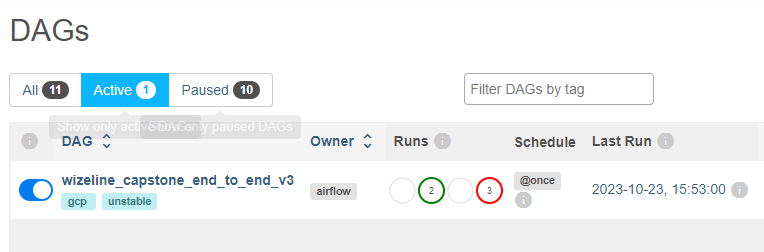 DAGs
All 11 Active 1 Paused 10
Filter DAGs by tag
Show only active DAGs
Show only paused DAGs
i DAG Owner Runs i Schedule Last Run i
wizeline_capstone_end_to_end_v3
gcp unstable
airflow
2 3
@once
i
2023-10-23, 15:53:00 i